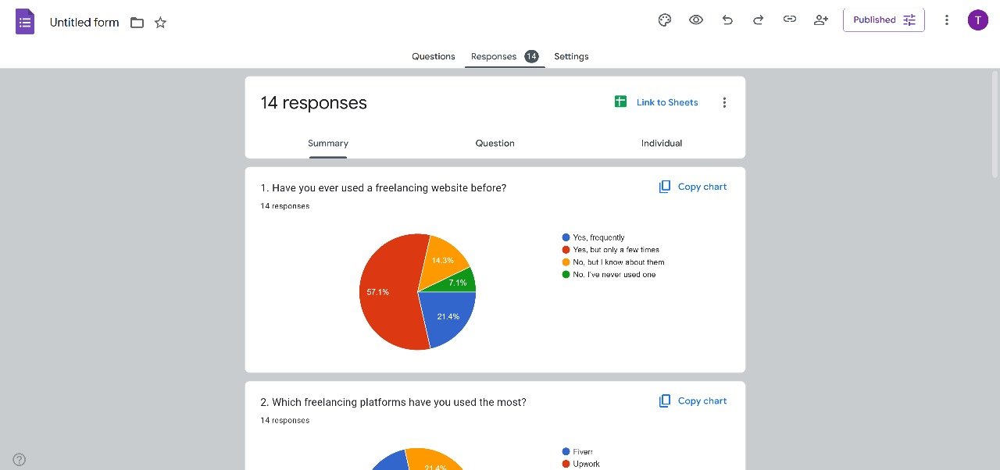 Untitled form
Published
T
Questions
Responses 14
Settings
14 responses
Link to Sheets
Summary
Question
Individual
1. Have you ever used a freelancing website before?
Copy chart
14 responses
Yes, frequently
Yes, but only a few times
No, but I know about them
No, I've never used one
14.3%
7.1%
57.1%
21.4%
2. Which freelancing platforms have you used the most?
Copy chart
14 responses
Fiverr
Upwork
21.4%